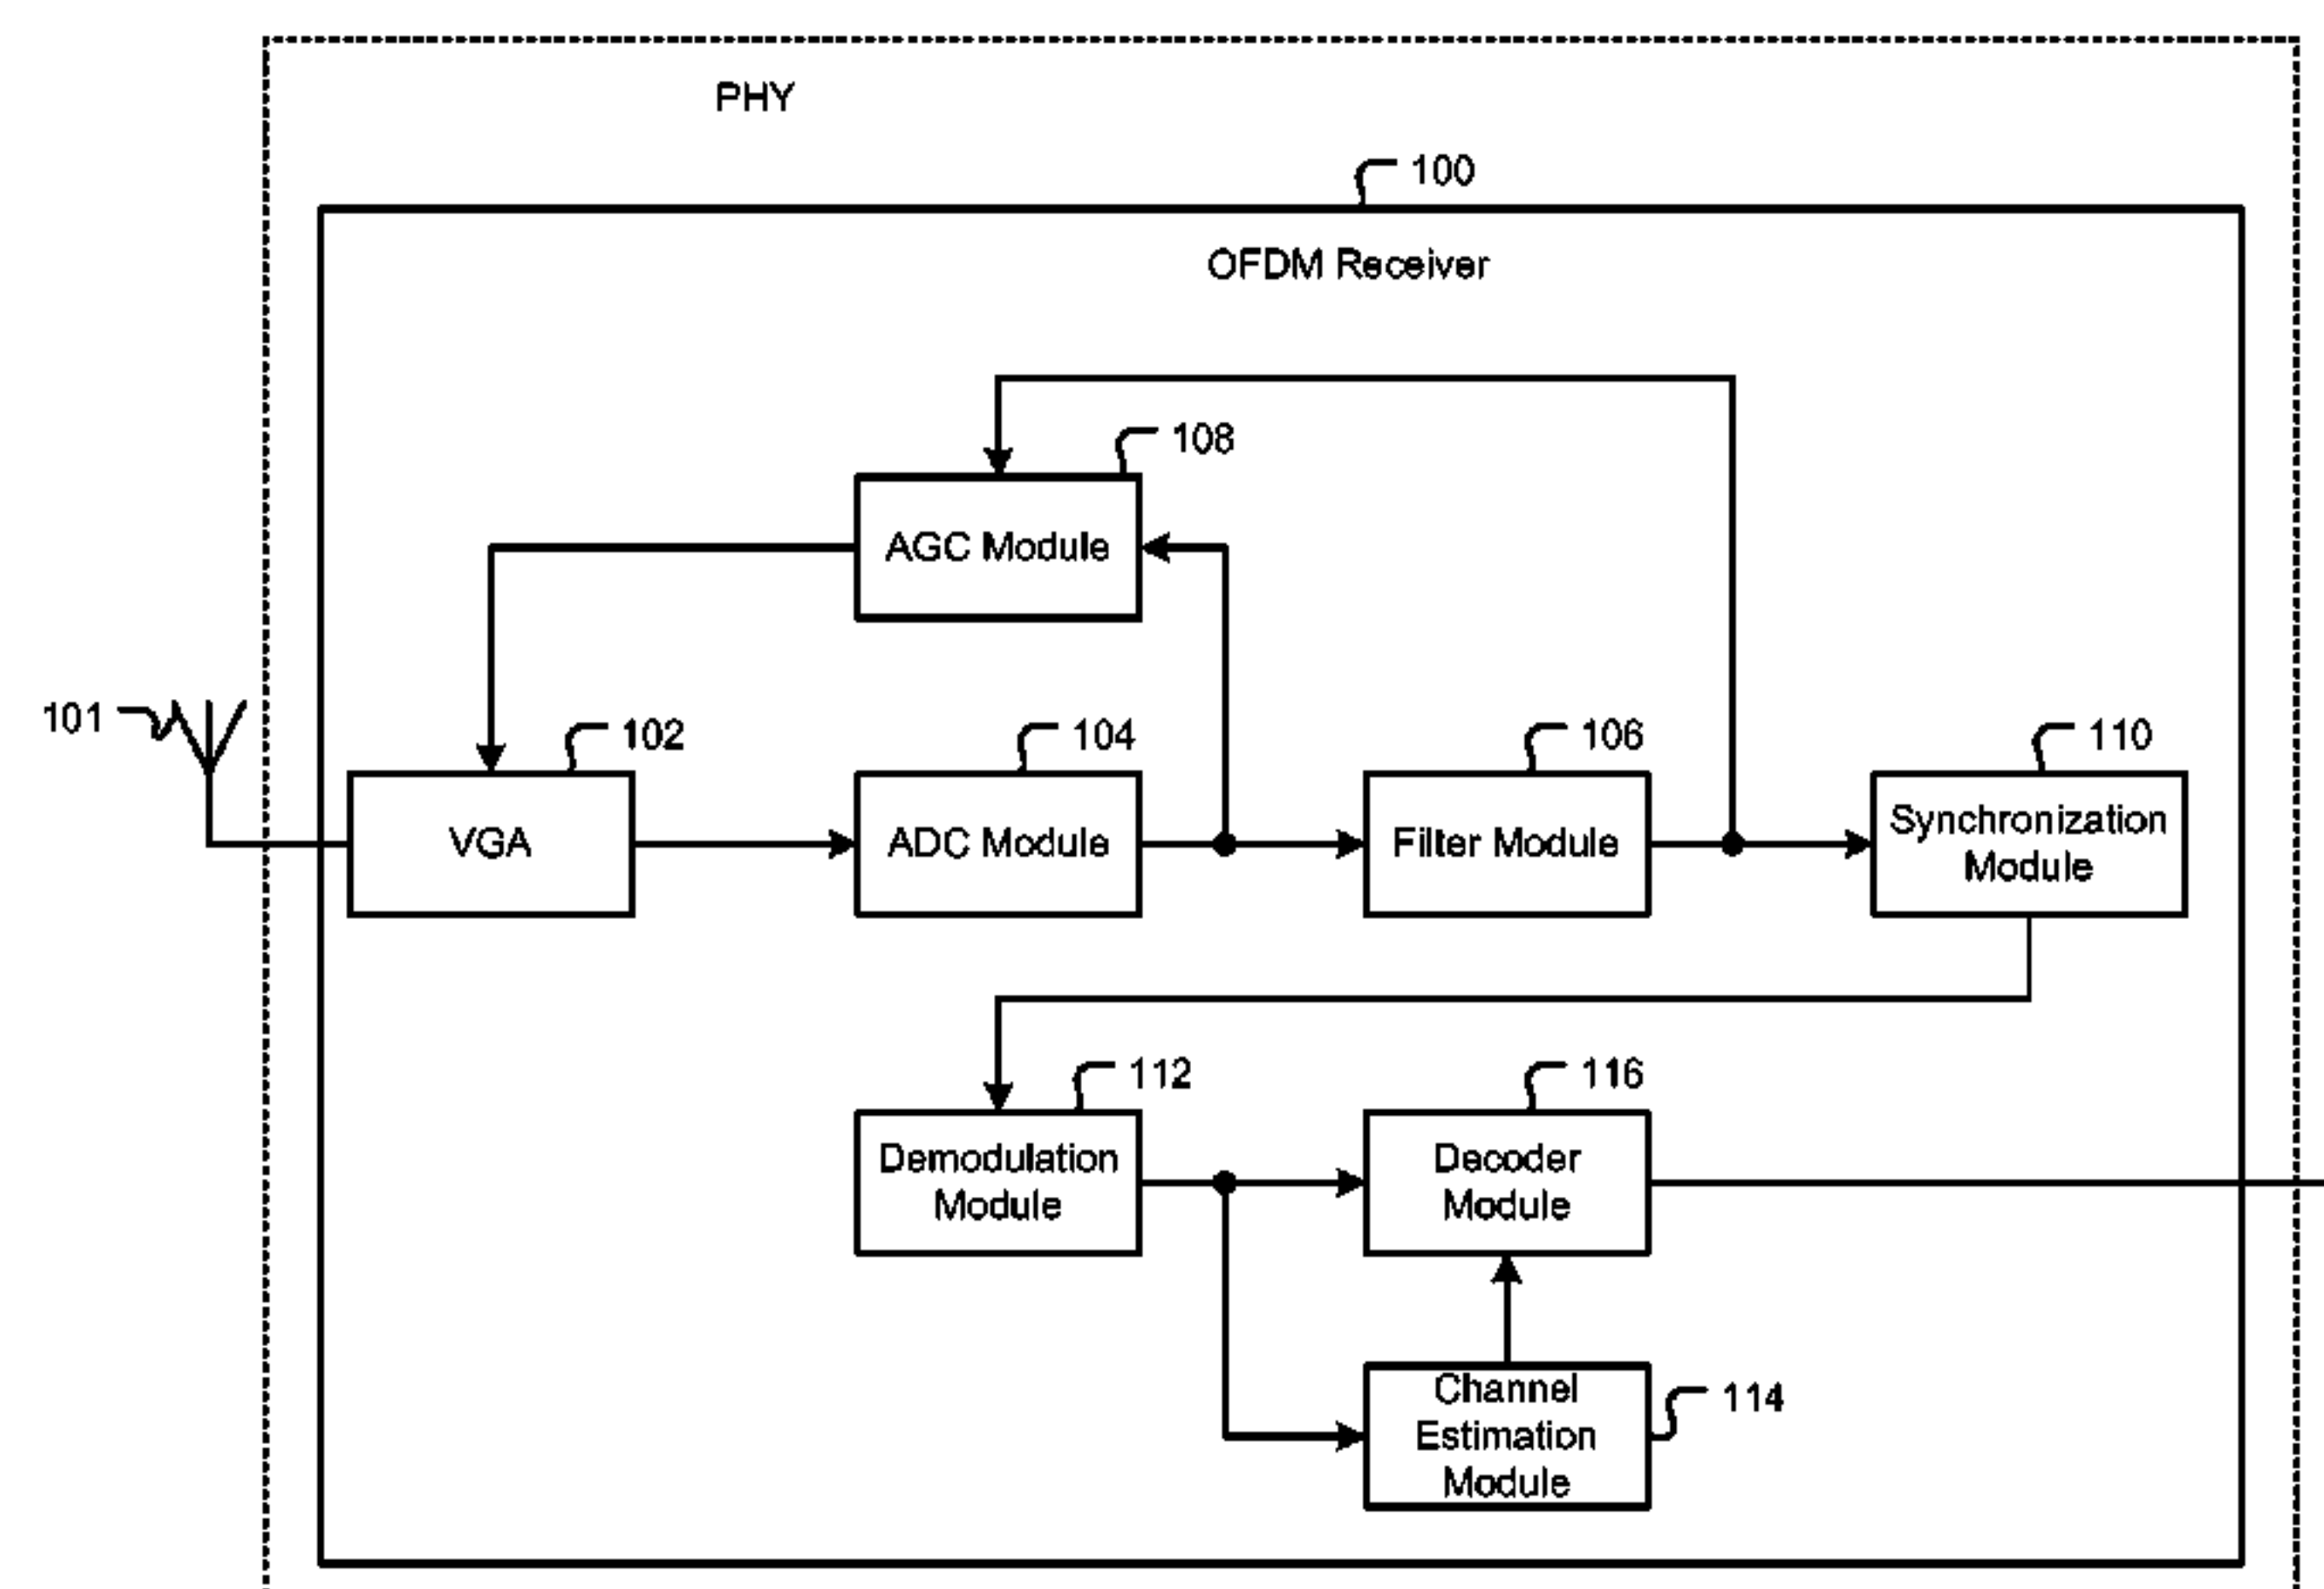 PHY
100
OFDM Receiver
108
AGC Module
101
102
104
106
110
VGA
ADC Module
Filter Module
Synchronization
Module
112
116
Demodulation
Module
Decoder
Module
Channel
Estimation
Module
114